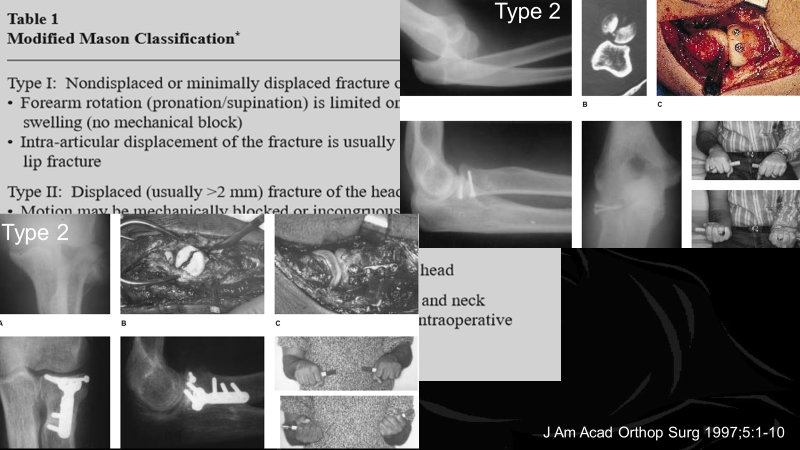 Table 1
Modified Mason Classification*
Type I: Nondisplaced or minimally displaced fracture
• Forearm rotation (pronation/supination) is limited
swelling (no mechanical block)
• Intra-articular displacement of the fracture is usually
lip fracture
Type II: Displaced (usually >2 mm) fracture of the head
• Motion may be mechanically blocked or incongruous
Type 2
B
C
Type 2
A
B
C
head
and neck
ntraoperative
J Am Acad Orthop Surg 1997;5:1-10